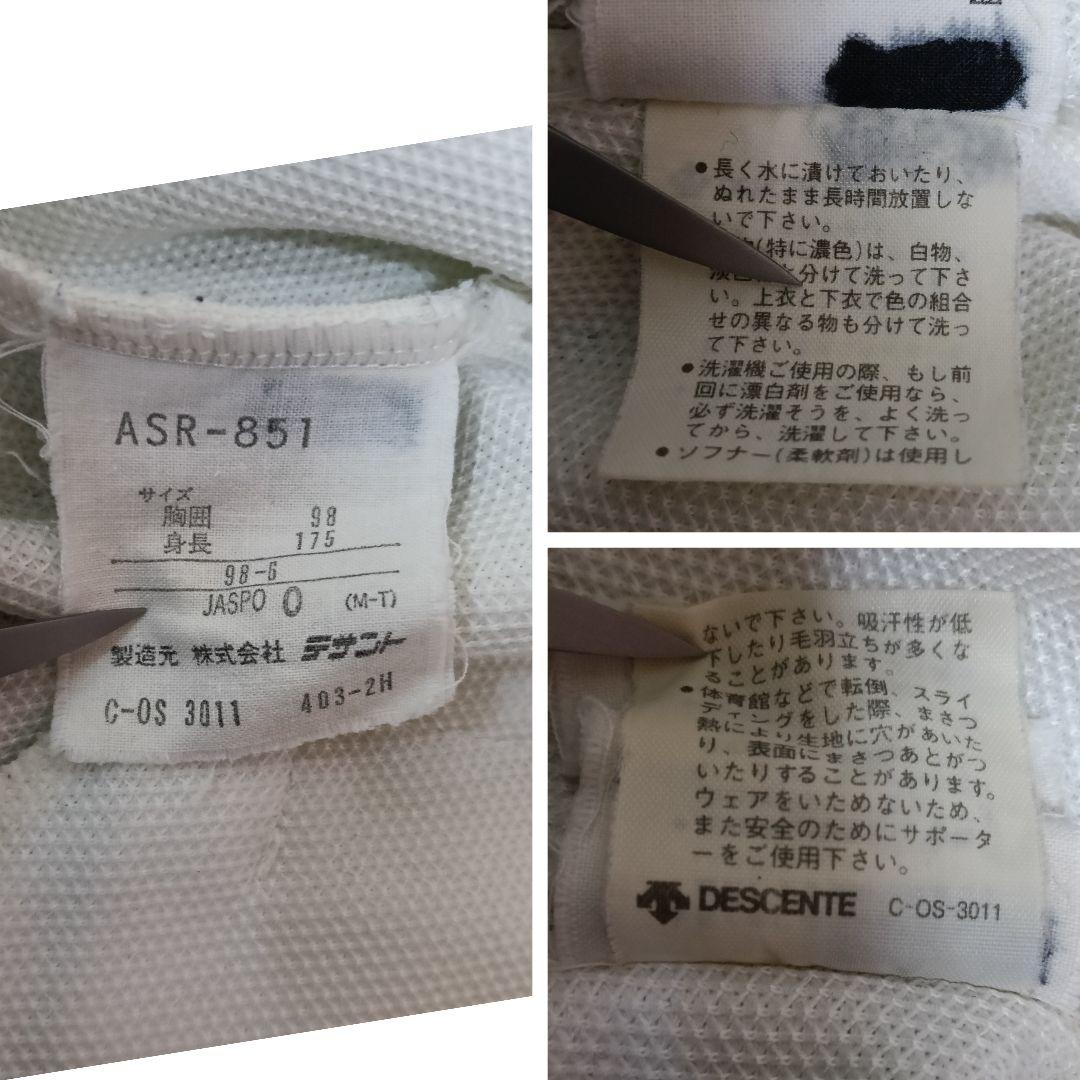 ASR-851
サイズ
胸囲 98
身長 175
98-6
JASPO O (M-T)
製造元 株式会社 デサント
C-OS 3011 403-2H
●長く水に漬けておいたり、
ぬれたまま長時間放置しな
いで下さい。
(特に濃色)は、白物、
分けて洗って下さ
い。上衣と下衣で色の組合
せの異なる物も分けて洗っ
て下さい。
●洗濯機ご使用の際、もし前
回に漂白剤をご使用なら、
必ず洗濯そうを、よく洗っ
てから、洗濯して下さい。
●ソフナー(柔軟剤)は使用し
ないで下さい。吸汗性が低
下したり毛羽立ちが多くな
ることがあります。
●体育館などで転倒、スライ
ディングをした際、まさつ
熱により生地に穴があいた
り、表面にまさつあとがつ
いたりすることがあります。
ウェアをいためないため、
また安全のためにサポータ
ーをご使用下さい。
DESCENTE C-OS-3011